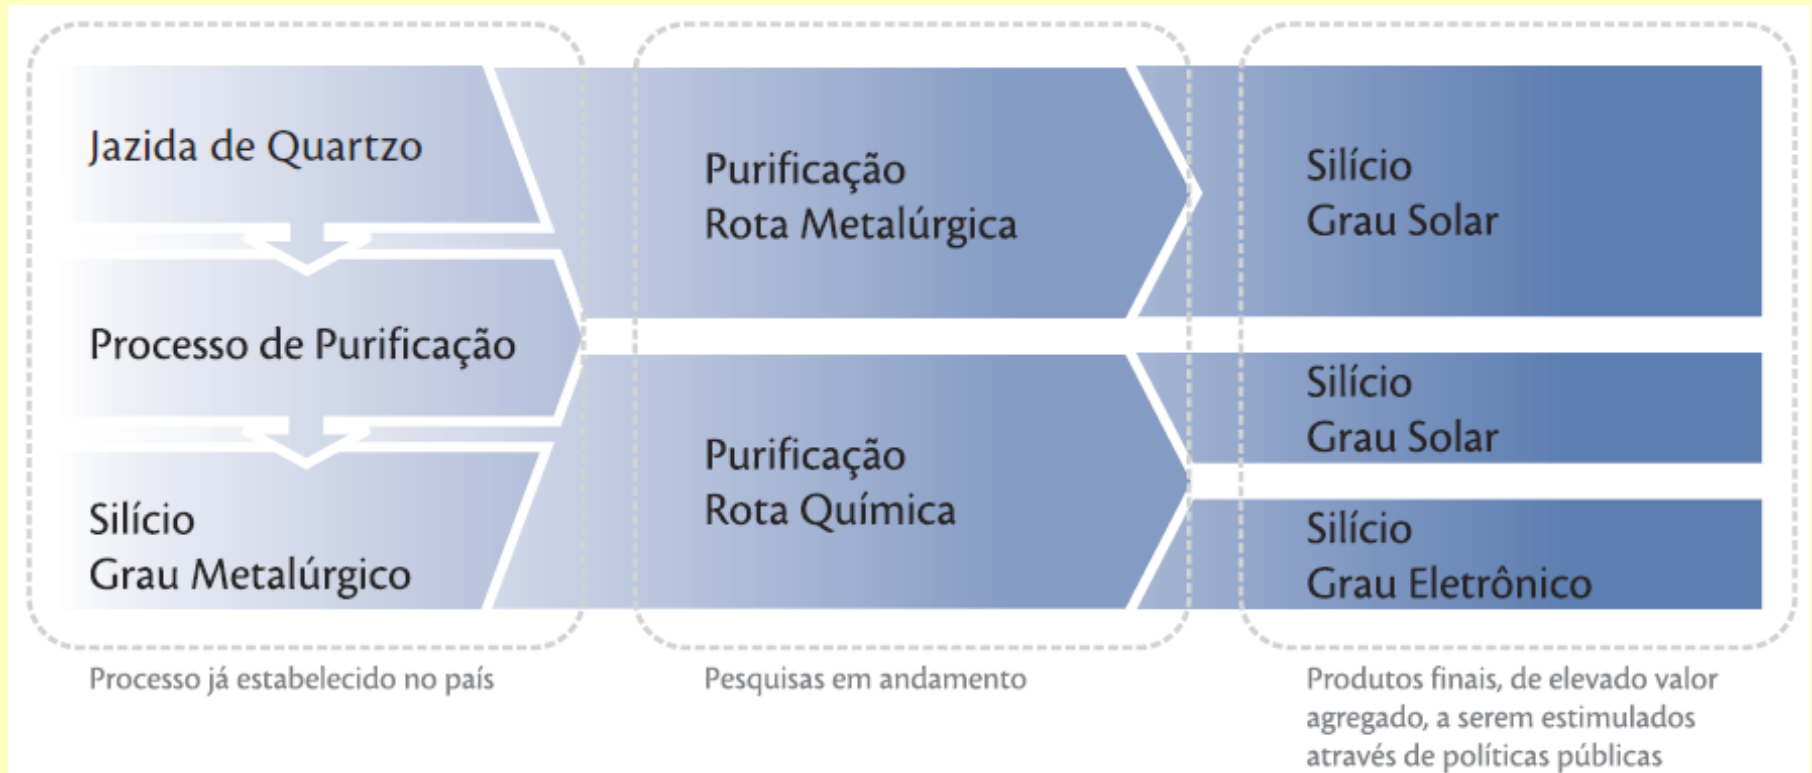 Jazida de Quartzo
Processo de Purificação
Silício
Grau Metalúrgico
Processo já estabelecido no país
Purificação
Rota Metalúrgica
Purificação
Rota Química
Pesquisas em andamento
Silício
Grau Solar
Silício
Grau Solar
Silício
Grau Eletrônico
Produtos finais, de elevado valor
agregado, a serem estimulados
através de políticas públicas